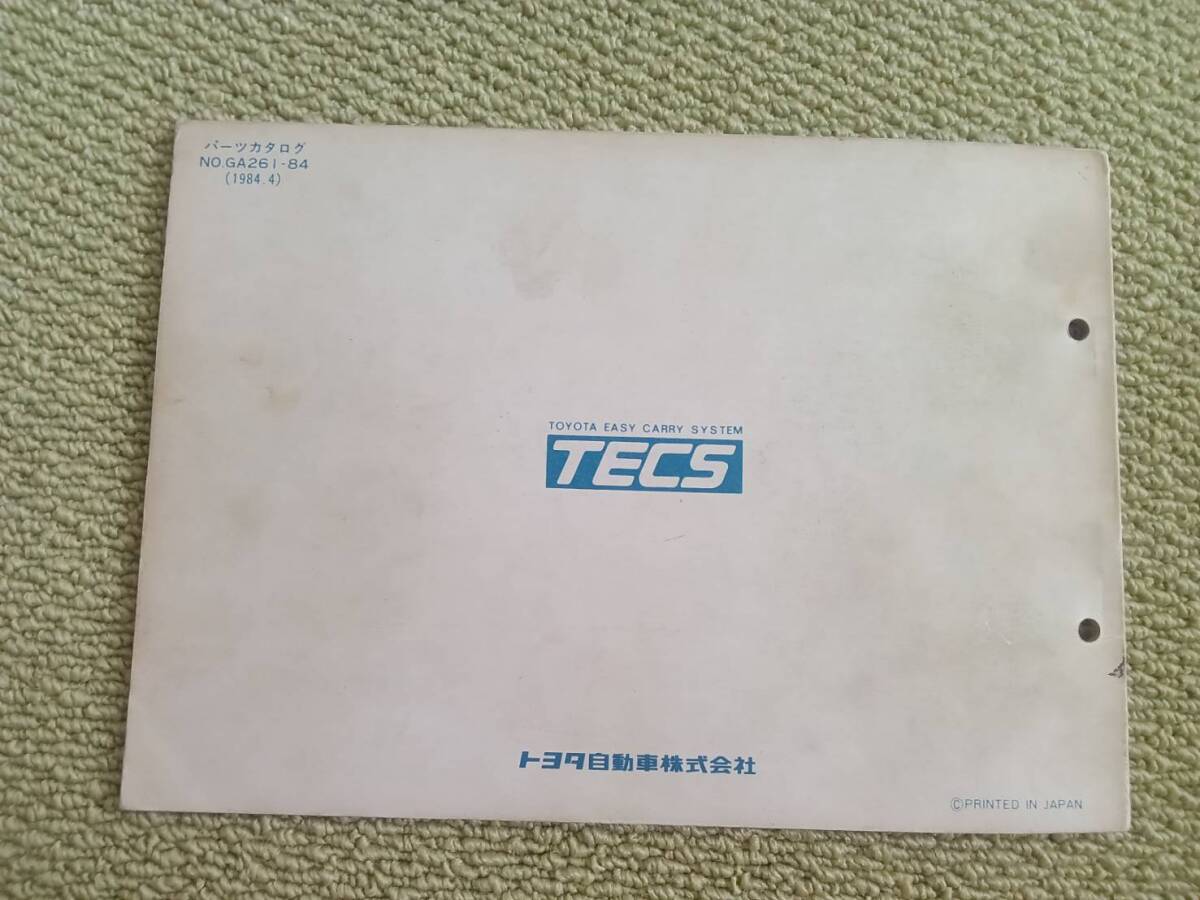 パーツカタログ
NO.GA261-84
(1984.4)
TOYOTA EASY CARRY SYSTEM
TECS
トヨタ自動車株式会社
©PRINTED IN JAPAN